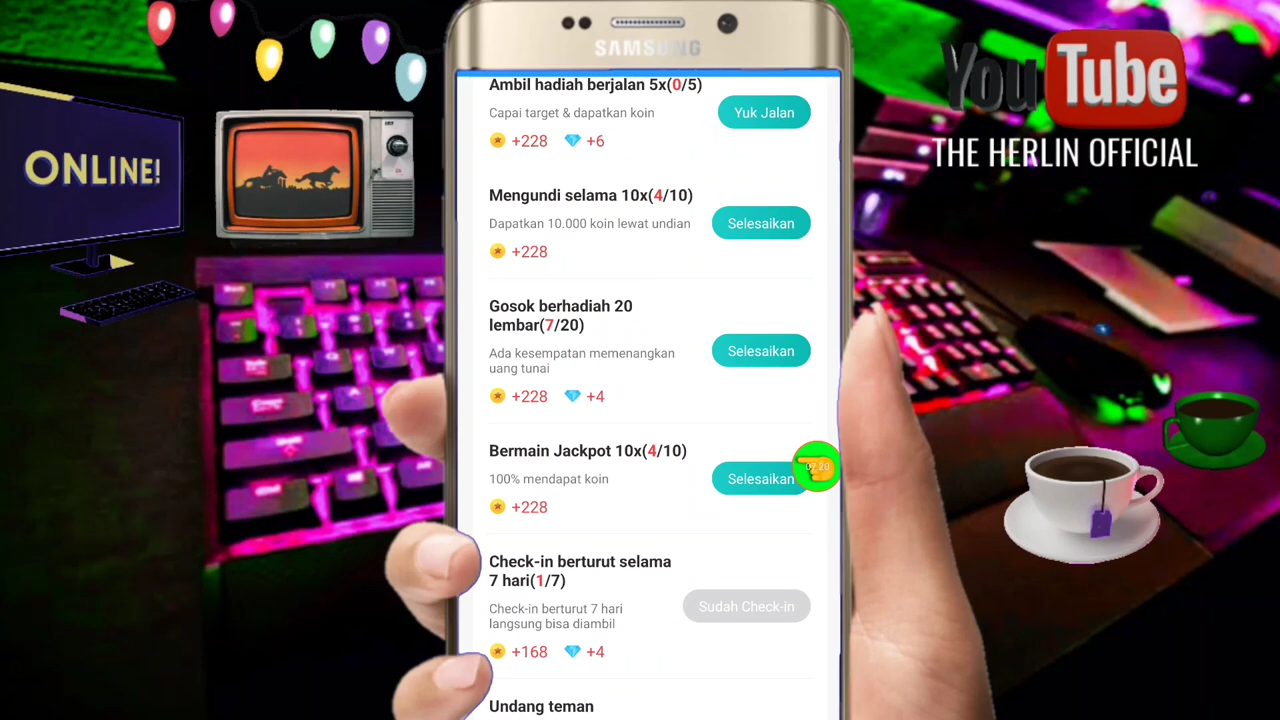 SAMSUNG
YouTube
THE HERLIN OFFICIAL
ONLINE!
Ambil hadiah berjalan 5x(0/5)
Capai target & dapatkan koin
Yuk Jalan
+228 +6
Mengundi selama 10x(4/10)
Dapatkan 10.000 koin lewat undian
Selesaikan
+228
Gosok berhadiah 20
lembar(7/20)
Ada kesempatan memenangkan
uang tunai
Selesaikan
+228 +4
Bermain Jackpot 10x(4/10)
100% mendapat koin
Selesaikan
07:20
+228
Check-in berturut selama
7 hari(1/7)
Check-in berturut 7 hari
langsung bisa diambil
Sudah Check-in
+168 +4
Undang teman